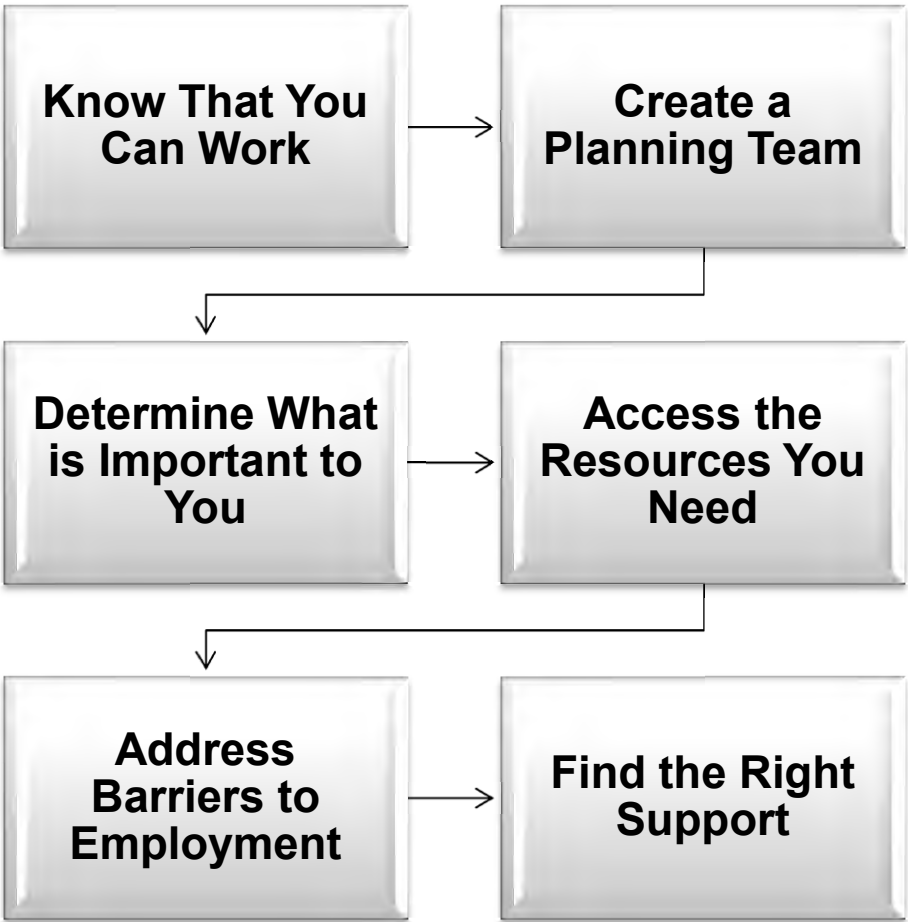 Know That You
Can Work
Create a
Planning Team
Determine What
is Important to
You
Access the
Resources You
Need
Address
Barriers to
Employment
Find the Right
Support